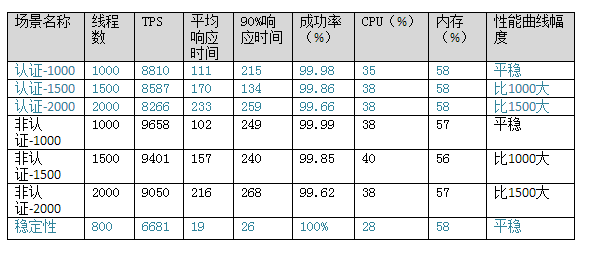 场景名称 线程数 TPS 平均响应时间 90%响应时间 成功率（%） CPU（%） 内存（%） 性能曲线幅度
认证-1000 1000 8810 111 215 99.98 35 58 平稳
认证-1500 1500 8587 170 134 99.86 38 58 比1000大
认证-2000 2000 8266 233 259 99.66 38 58 比1500大
非认证-1000 1000 9658 102 249 99.99 38 57 平稳
非认证-1500 1500 9401 157 240 99.85 40 56 比1000大
非认证-2000 2000 9050 216 268 99.62 38 57 比1500大
稳定性 800 6681 19 26 100% 28 58 平稳